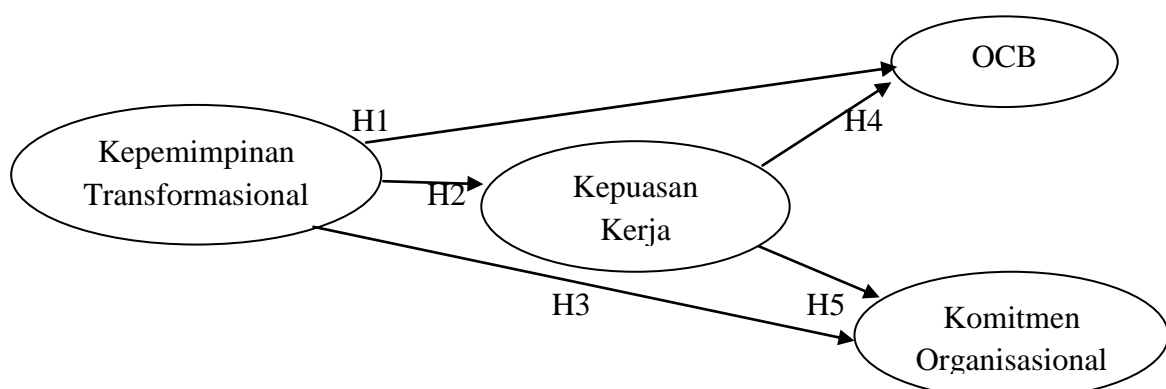 OCB
H1
H4
Kepemimpinan
Transformasional
H2
Kepuasan
Kerja
H3
H5
Komitmen
Organisasional